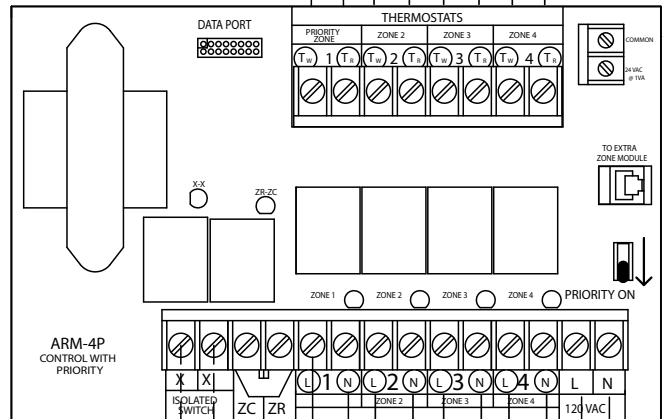 THERMOSTATS
DATA PORT
PRIORITY ZONE
ZONE 2
ZONE 3
ZONE 4
TW 1 TR TW 2 TR TW 3 TR TW 4 TR
COMMON
24 VAC @ 1VA
TO EXTRA
ZONE MODULE
X-X
ZR-ZC
ZONE 1
ZONE 2
ZONE 3
ZONE 4
PRIORITY ON
ARM-4P
CONTROL WITH
PRIORITY
X X
L 1 N L 2 N L 3 N L 4 N L N
ISOLATED
SWITCH
ZC ZR
ZONE 2
ZONE 3
ZONE 4
120 VAC